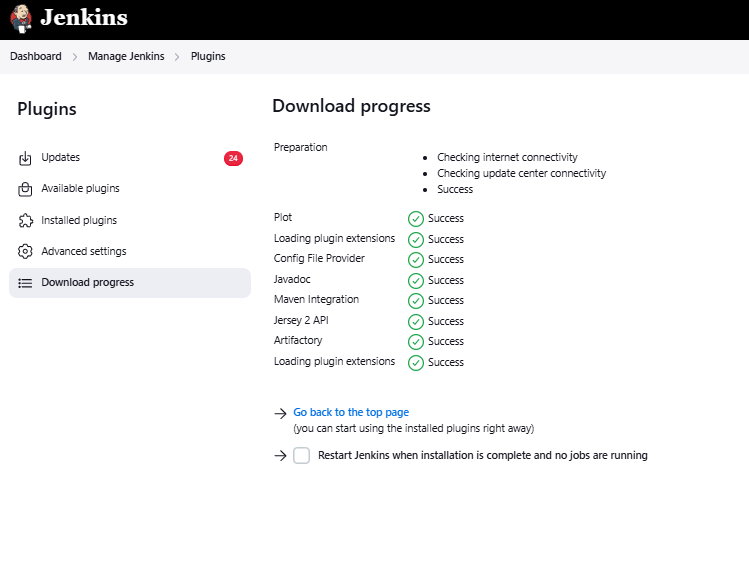 Jenkins
Dashboard > Manage Jenkins > Plugins
Plugins
Updates 24
Available plugins
Installed plugins
Advanced settings
Download progress
Download progress
Preparation
• Checking internet connectivity
• Checking update center connectivity
• Success
Plot Success
Loading plugin extensions Success
Config File Provider Success
Javadoc Success
Maven Integration Success
Jersey 2 API Success
Artifactory Success
Loading plugin extensions Success
→ Go back to the top page
(you can start using the installed plugins right away)
→ Restart Jenkins when installation is complete and no jobs are running